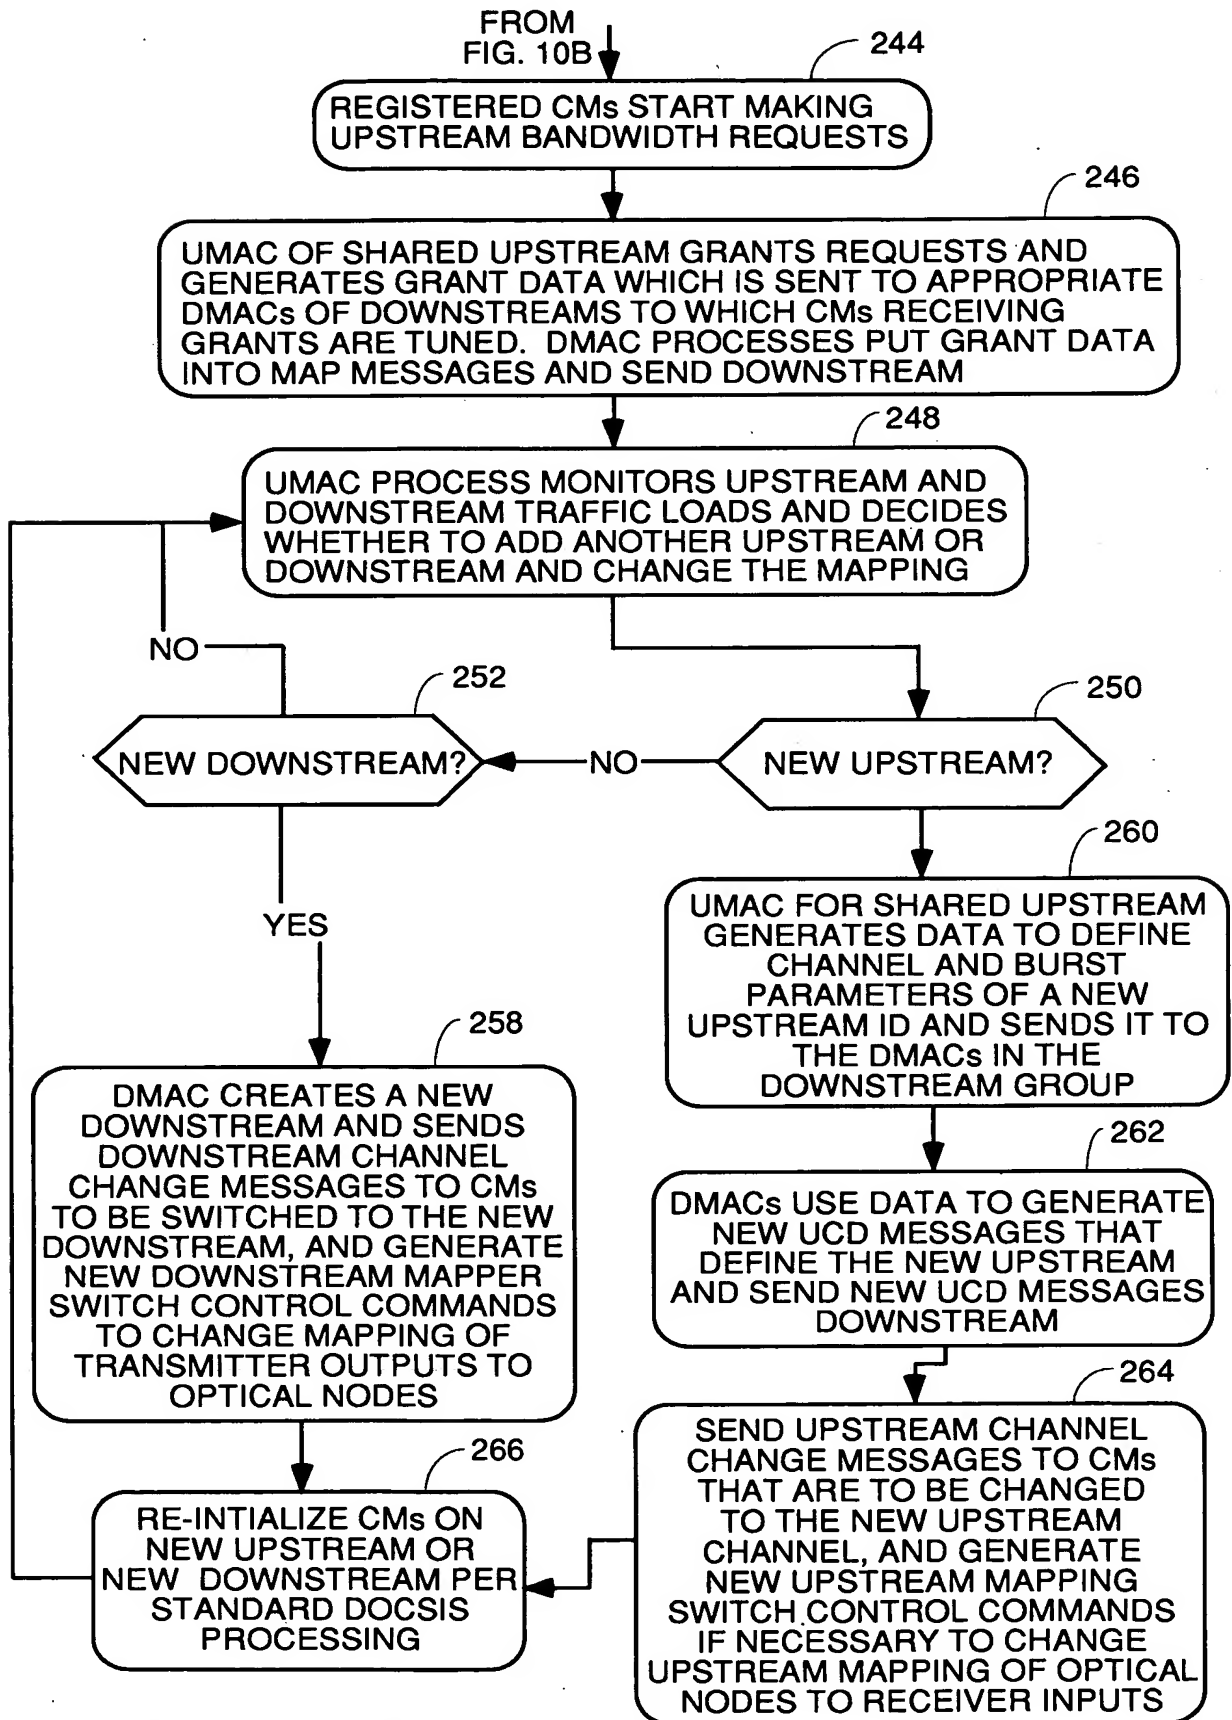 FROM
FIG. 10B
244
REGISTERED CMs START MAKING
UPSTREAM BANDWIDTH REQUESTS
246
UMAC OF SHARED UPSTREAM GRANTS REQUESTS AND
GENERATES GRANT DATA WHICH IS SENT TO APPROPRIATE
DMACs OF DOWNSTREAMS TO WHICH CMs RECEIVING
GRANTS ARE TUNED. DMAC PROCESSES PUT GRANT DATA
INTO MAP MESSAGES AND SEND DOWNSTREAM
248
UMAC PROCESS MONITORS UPSTREAM AND
DOWNSTREAM TRAFFIC LOADS AND DECIDES
WHETHER TO ADD ANOTHER UPSTREAM OR
DOWNSTREAM AND CHANGE THE MAPPING
NO
252
250
NEW DOWNSTREAM?
NO
NEW UPSTREAM?
260
UMAC FOR SHARED UPSTREAM
GENERATES DATA TO DEFINE
CHANNEL AND BURST
PARAMETERS OF A NEW
UPSTREAM ID AND SENDS IT TO
THE DMACs IN THE
DOWNSTREAM GROUP
YES
258
DMAC CREATES A NEW
DOWNSTREAM AND SENDS
DOWNSTREAM CHANNEL
CHANGE MESSAGES TO CMs
TO BE SWITCHED TO THE NEW
DOWNSTREAM, AND GENERATE
NEW DOWNSTREAM MAPPER
SWITCH CONTROL COMMANDS
TO CHANGE MAPPING OF
TRANSMITTER OUTPUTS TO
OPTICAL NODES
262
DMACs USE DATA TO GENERATE
NEW UCD MESSAGES THAT
DEFINE THE NEW UPSTREAM
AND SEND NEW UCD MESSAGES
DOWNSTREAM
264
SEND UPSTREAM CHANNEL
CHANGE MESSAGES TO CMs
THAT ARE TO BE CHANGED
TO THE NEW UPSTREAM
CHANNEL, AND GENERATE
NEW UPSTREAM MAPPING
SWITCH CONTROL COMMANDS
IF NECESSARY TO CHANGE
UPSTREAM MAPPING OF OPTICAL
NODES TO RECEIVER INPUTS
266
RE-INTIALIZE CMs ON
NEW UPSTREAM OR
NEW DOWNSTREAM PER
STANDARD DOCSIS
PROCESSING